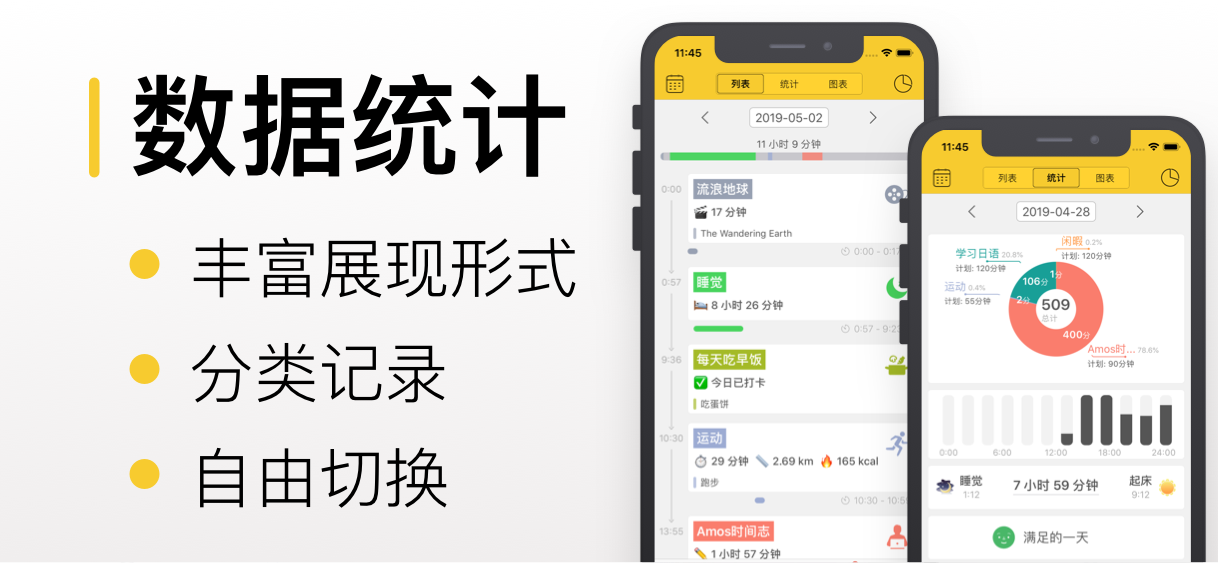 数据统计
丰富展现形式
分类记录
自由切换
11:45
列表 统计 图表
2019-05-02
11 小时 9 分钟
0:00
流浪地球
17 分钟
The Wandering Earth
0:00 - 0:17
0:57
睡觉
8 小时 26 分钟
0:57 - 9:2
9:36
每天吃早饭
今日已打卡
吃蛋饼
10:30
运动
29 分钟 2.69 km 165 kcal
跑步
10:30 - 10:5
13:55
Amos时间志
1 小时 57 分钟
11:45
列表 统计 图表
2019-04-28
闲暇 0.2%
计划: 120分钟
学习日语 20.8%
计划: 120分钟
运动 0.4%
计划: 55分钟
106分
1分
2分
509
总计
400分
Amos时... 78.6%
计划: 90分钟
0:00 6:00 12:00 18:00 24:00
睡觉
1:12
7 小时 59 分钟
起床
9:12
满足的一天